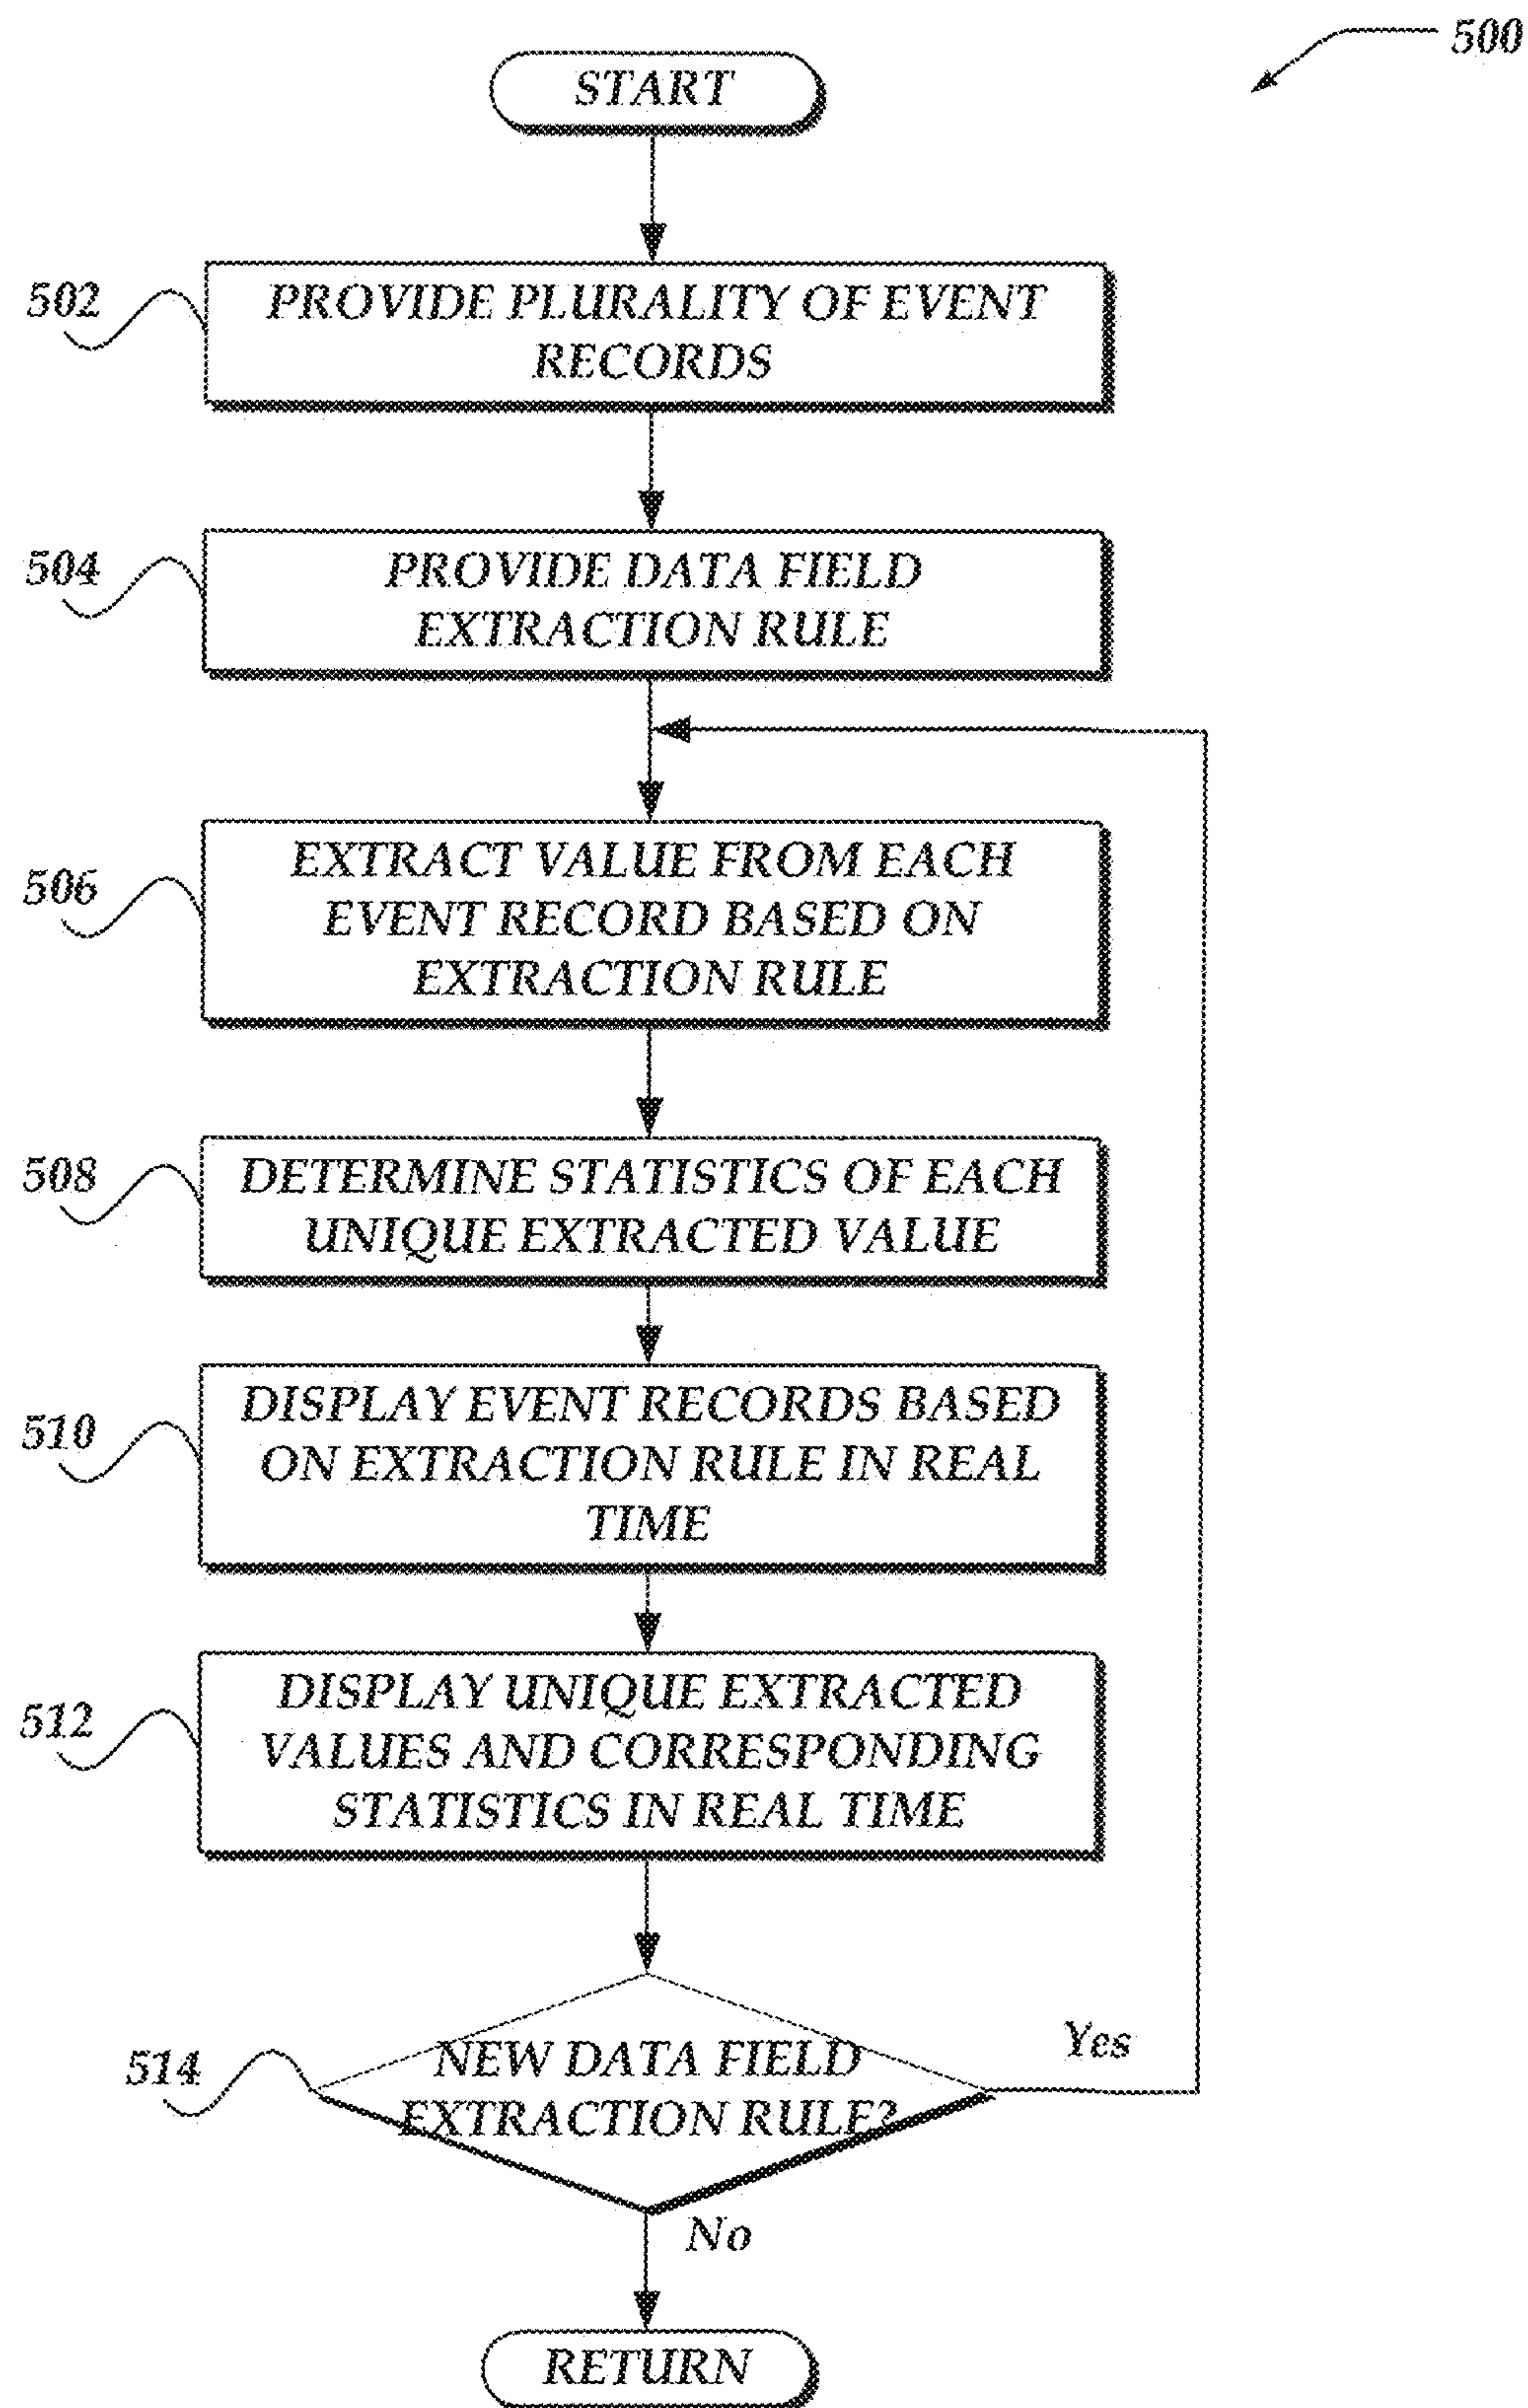 500
START
502
PROVIDE PLURALITY OF EVENT
RECORDS
504
PROVIDE DATA FIELD
EXTRACTION RULE
506
EXTRACT VALUE FROM EACH
EVENT RECORD BASED ON
EXTRACTION RULE
508
DETERMINE STATISTICS OF EACH
UNIQUE EXTRACTED VALUE
510
DISPLAY EVENT RECORDS BASED
ON EXTRACTION RULE IN REAL
TIME
512
DISPLAY UNIQUE EXTRACTED
VALUES AND CORRESPONDING
STATISTICS IN REAL TIME
514
NEW DATA FIELD
EXTRACTION RULE?
Yes
No
RETURN